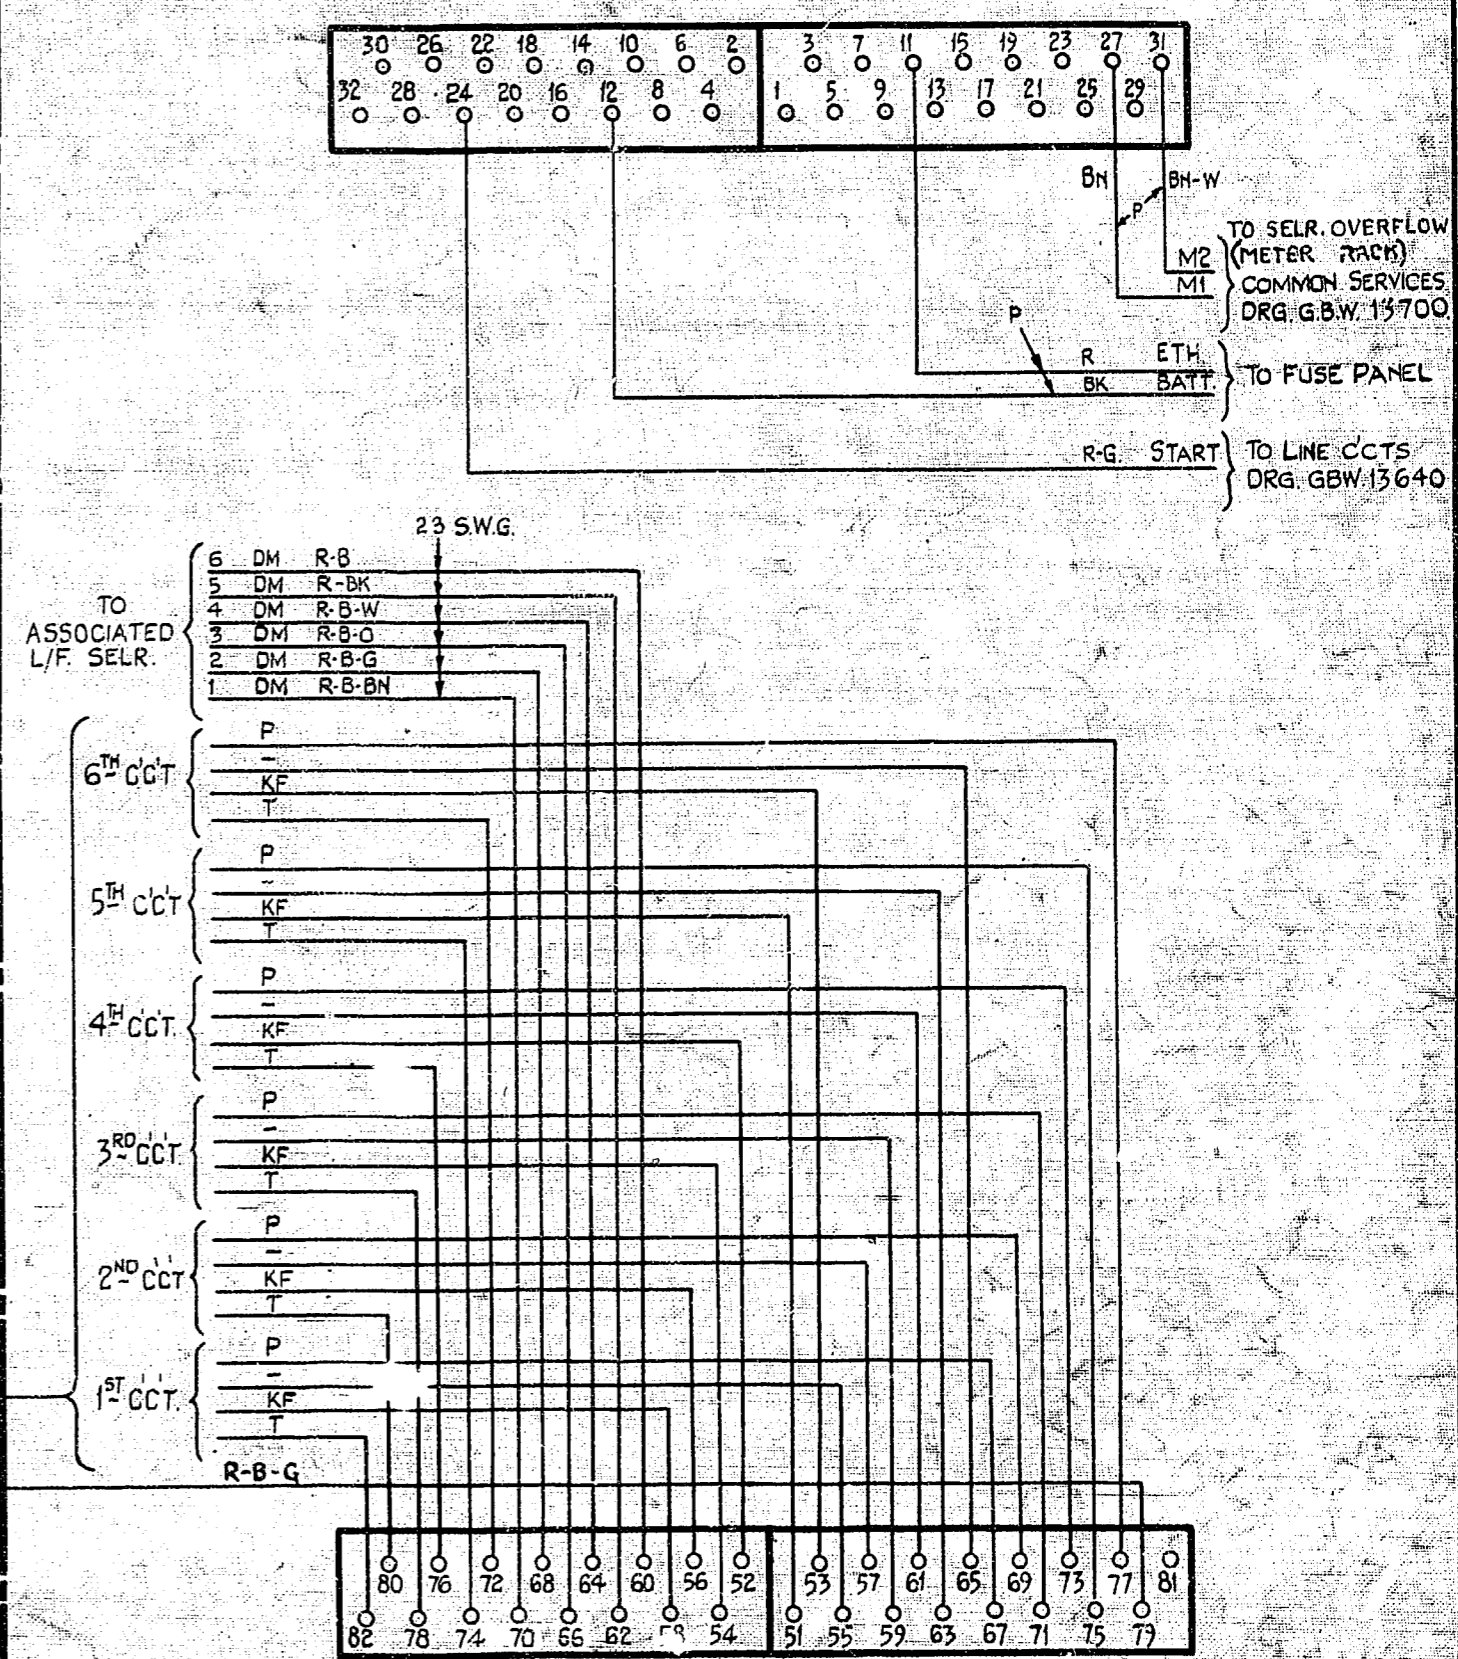 30 26 22 18 14 10 6 2 3 7 11 15 19 23 27 31
32 28 24 20 16 12 8 4 1 5 9 13 17 21 25 29
BN BN-W
P
TO SELR. OVERFLOW
M2 (METER RACK)
M1 COMMON SERVICES
DRG. G.B.W. 13700
P
R ETH.
BK BATT.
TO FUSE PANEL
R-G. START
TO LINE C'CTS
DRG. GBW.13640
23 S.W.G.
TO
ASSOCIATED
L/F. SELR.
6 DM R-B
5 DM R-BK
4 DM R-B-W
3 DM R-B-O
2 DM R-B-G
1 DM R-B-BN
6TH C'C'T
P
-
KF
T
5TH C'C'T
P
-
KF
T
4TH C'C'T.
P
-
KF
T
3RD C'C'T
P
-
KF
T
2ND C'C'T
P
-
KF
T
1ST C'C'T.
P
-
KF
T
R-B-G
80 76 72 68 64 60 56 52 53 57 61 65 69 73 77 81
82 78 74 70 66 62 58 54 51 55 59 63 67 71 75 79